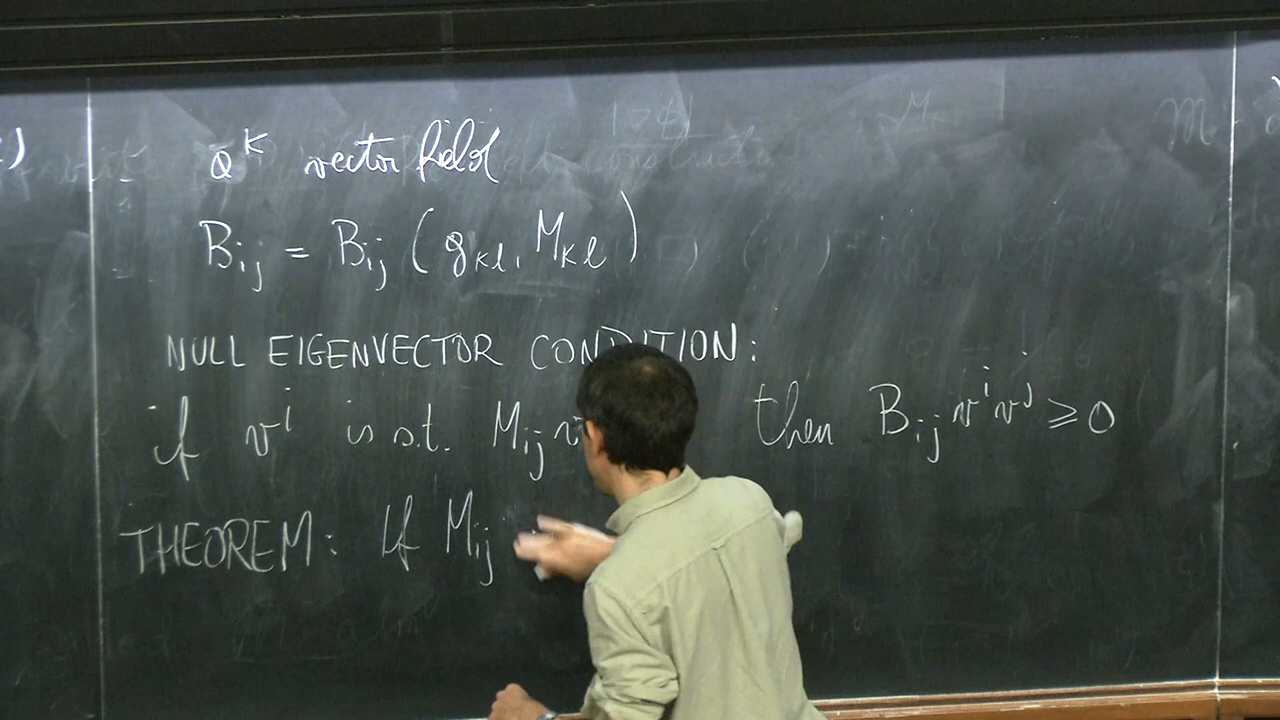 Q^K vector field
B_ij = B_ij (g_Kl, M_Kl)
NULL EIGENVECTOR CONDITION:
if v^i is s.t. M_ij v then B_ij v^i v^j ⩾ 0
THEOREM: If M_ij